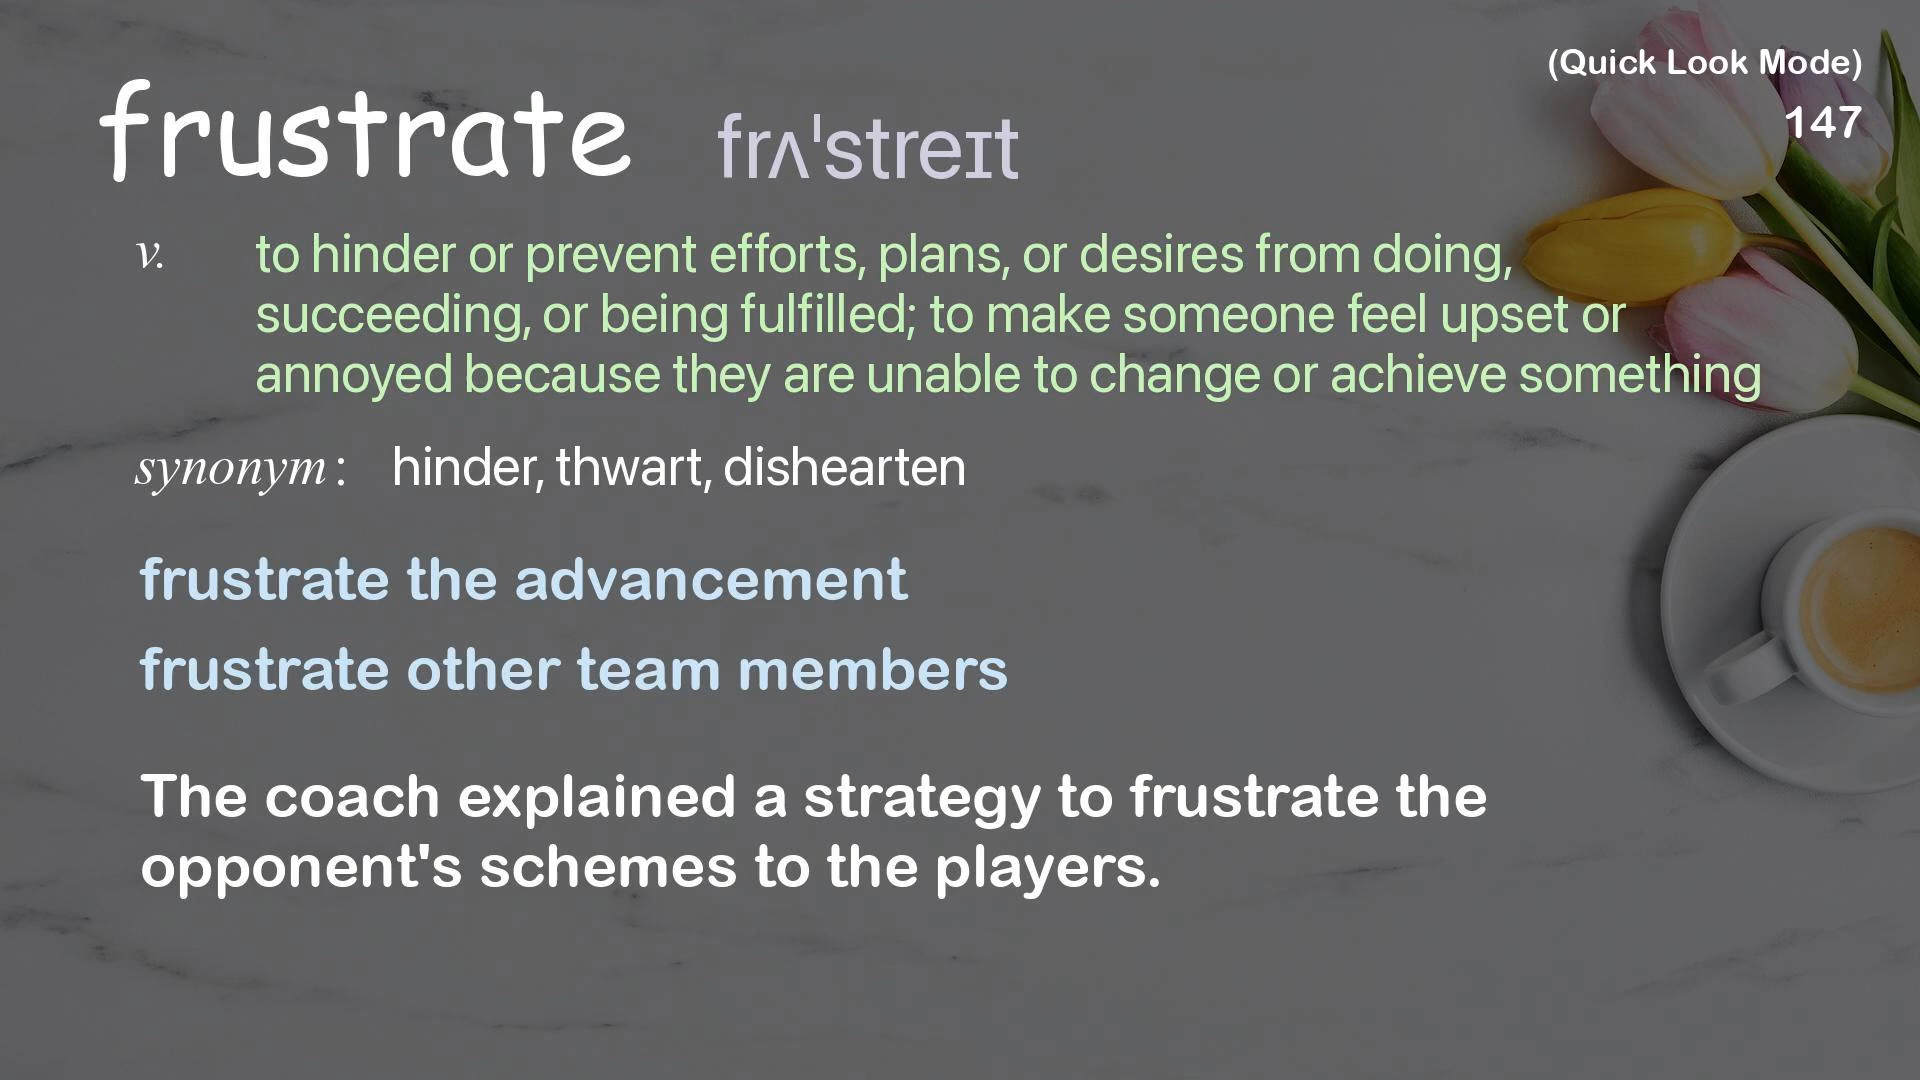 (Quick Look Mode)
147
frustrate frʌˈstreɪt
v. to hinder or prevent efforts, plans, or desires from doing,
succeeding, or being fulfilled; to make someone feel upset or
annoyed because they are unable to change or achieve something
synonym: hinder, thwart, dishearten
frustrate the advancement
frustrate other team members
The coach explained a strategy to frustrate the
opponent's schemes to the players.